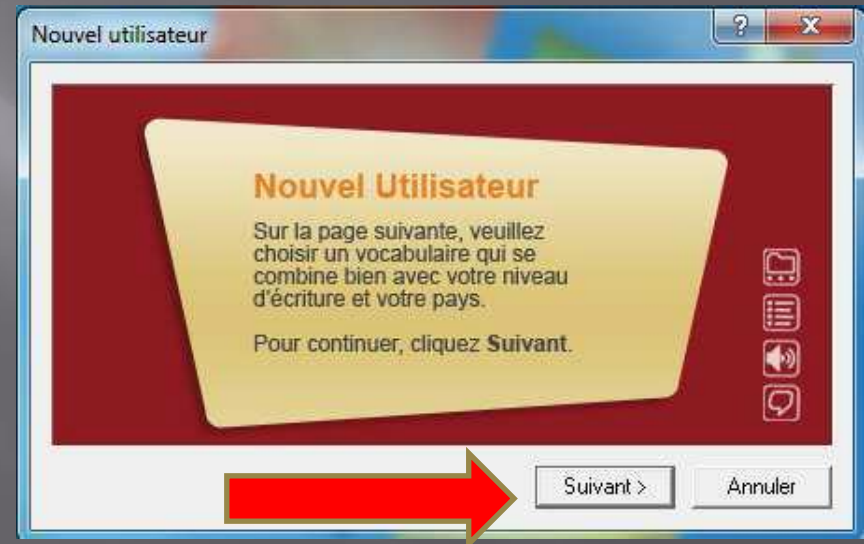 Nouvel utilisateur
? X
Nouvel Utilisateur
Sur la page suivante, veuillez
choisir un vocabulaire qui se
combine bien avec votre niveau
d'écriture et votre pays.
Pour continuer, cliquez Suivant.
Suivant > Annuler